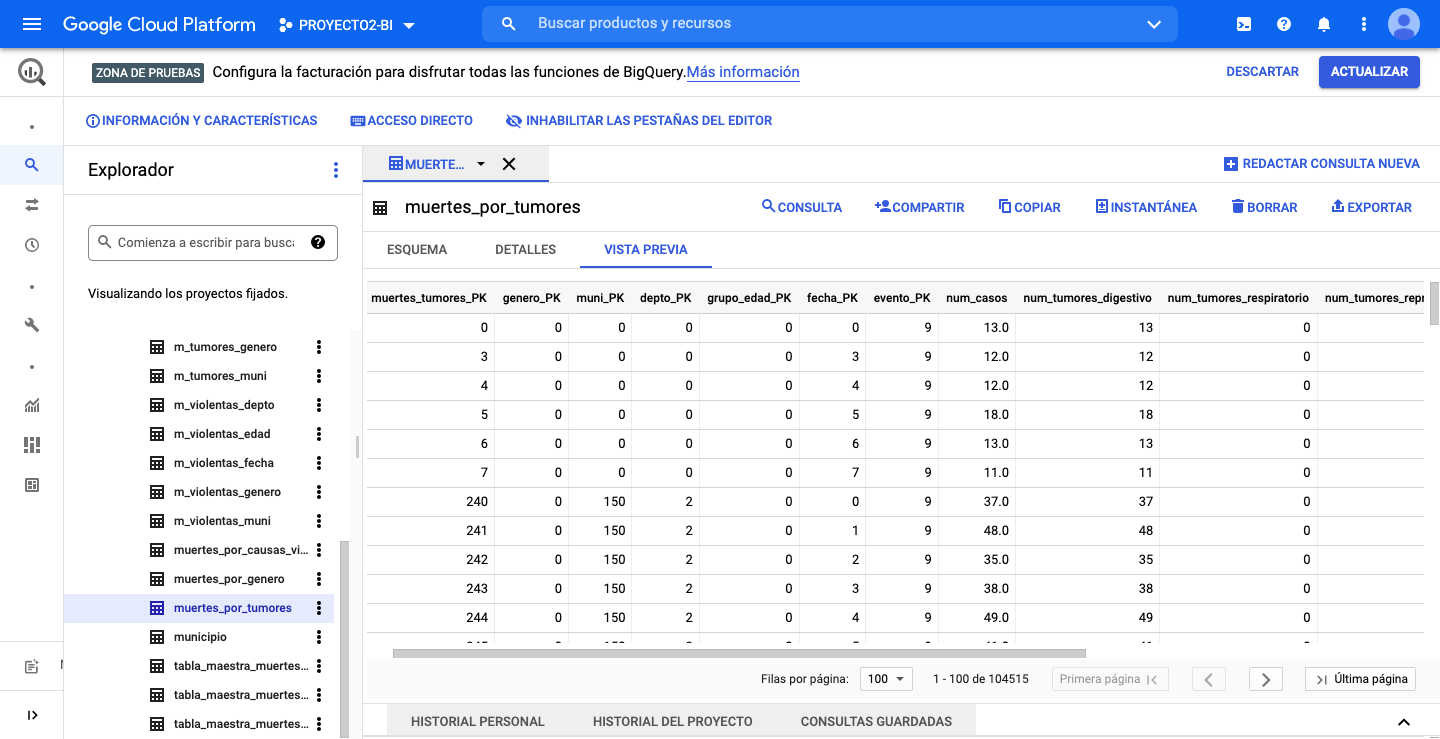 Google Cloud Platform PROYECTO2-BI Buscar productos y recursos
ZONA DE PRUEBAS Configura la facturación para disfrutar todas las funciones de BigQuery. Más información DESCARTAR ACTUALIZAR
INFORMACIÓN Y CARACTERÍSTICAS ACCESO DIRECTO INHABILITAR LAS PESTAÑAS DEL EDITOR
Explorador
Comienza a escribir para busca
Visualizando los proyectos fijados.
m_tumores_genero
m_tumores_muni
m_violentas_depto
m_violentas_edad
m_violentas_fecha
m_violentas_genero
m_violentas_muni
muertes_por_causas_vi...
muertes_por_genero
muertes_por_tumores
municipio
tabla_maestra_muertes...
tabla_maestra_muertes...
tabla_maestra_muertes...
MUERTE... REDACTAR CONSULTA NUEVA
muertes_por_tumores CONSULTA COMPARTIR COPIAR INSTANTÁNEA BORRAR EXPORTAR
ESQUEMA DETALLES VISTA PREVIA
muertes_tumores_PK genero_PK muni_PK depto_PK grupo_edad_PK fecha_PK evento_PK num_casos num_tumores_digestivo num_tumores_respiratorio num_tumores_repr
0 0 0 0 0 0 9 13.0 13 0
3 0 0 0 0 3 9 12.0 12 0
4 0 0 0 0 4 9 12.0 12 0
5 0 0 0 0 5 9 18.0 18 0
6 0 0 0 0 6 9 13.0 13 0
7 0 0 0 0 7 9 11.0 11 0
240 0 150 2 0 0 9 37.0 37 0
241 0 150 2 0 1 9 48.0 48 0
242 0 150 2 0 2 9 35.0 35 0
243 0 150 2 0 3 9 38.0 38 0
244 0 150 2 0 4 9 49.0 49 0
Filas por página: 100 1 - 100 de 104515 Primera página Última página
HISTORIAL PERSONAL HISTORIAL DEL PROYECTO CONSULTAS GUARDADAS